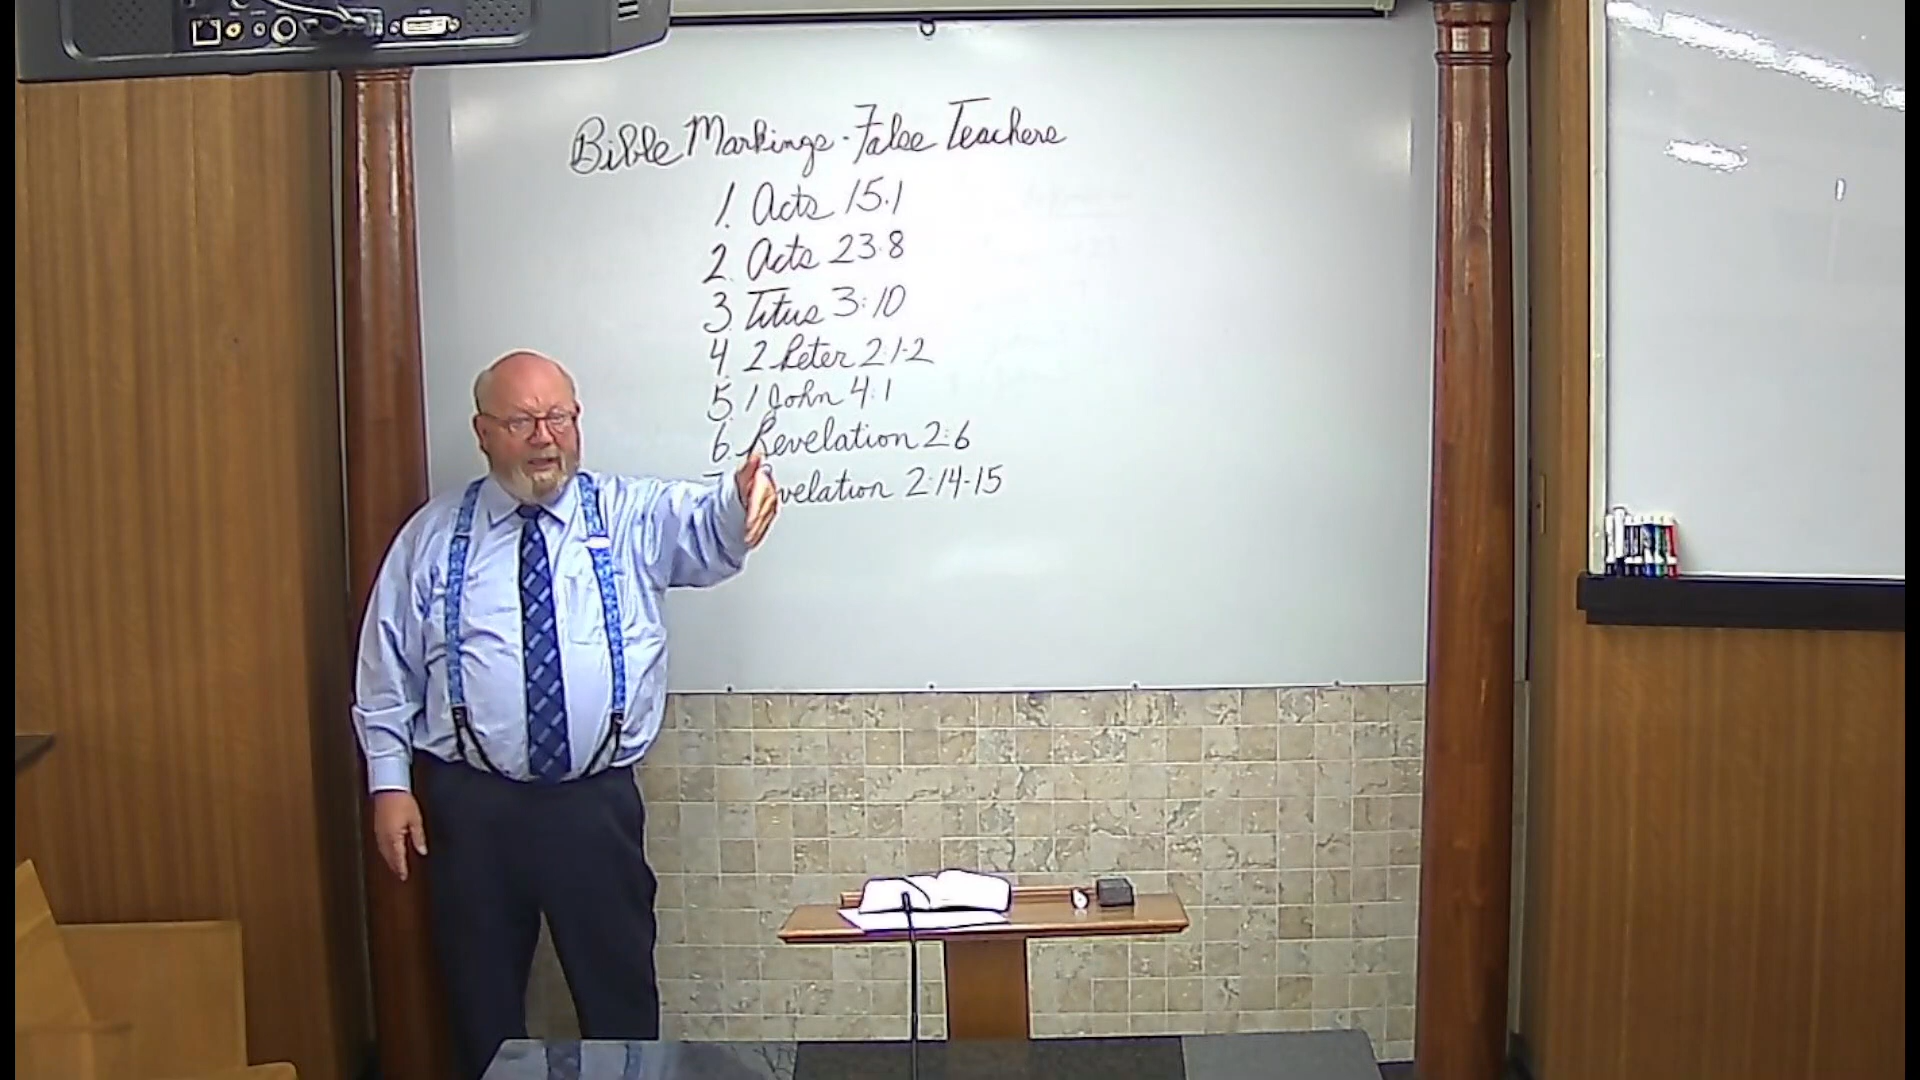 Bible Markings - False Teachers
1. Acts 15:1
2. Acts 23:8
3. Titus 3:10
4. 2 Peter 2:1-2
5. 1 John 4:1
6. Revelation 2:6
2:14-15